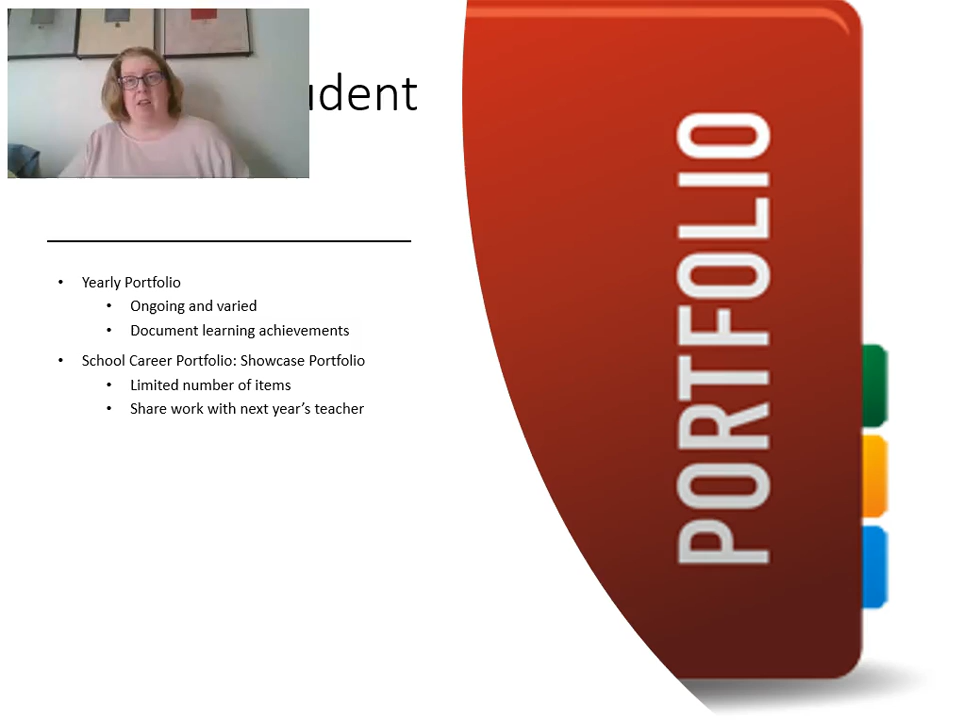 udent
Yearly Portfolio
Ongoing and varied
Document learning achievements
School Career Portfolio: Showcase Portfolio
Limited number of items
Share work with next year’s teacher
PORTFOLIO